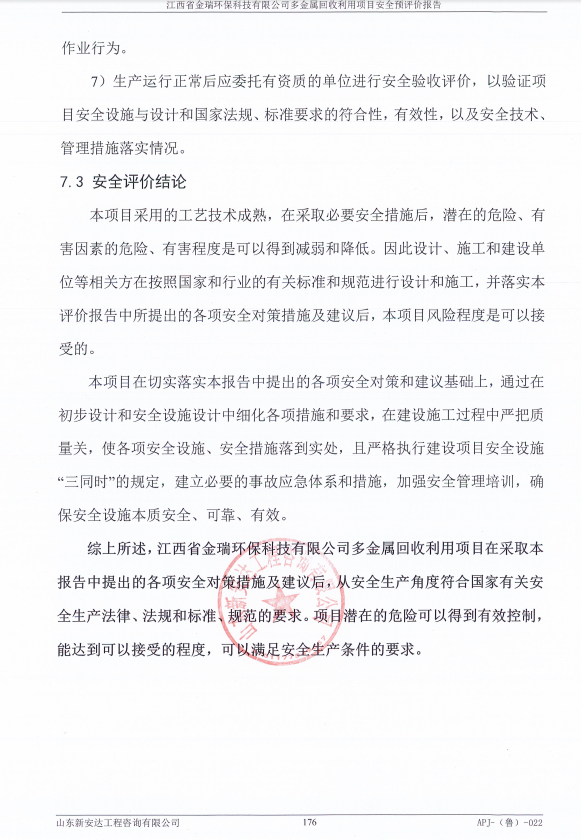 江西省金瑞环保科技有限公司多金属回收利用项目安全预评价报告
作业行为。
7）生产运行正常后应委托有资质的单位进行安全验收评价，以验证项
目安全设施与设计和国家法规、标准要求的符合性，有效性，以及安全技术、
管理措施落实情况。
7.3 安全评价结论
本项目采用的工艺技术成熟，在采取必要安全措施后，潜在的危险、有
害因素的危险、有害程度是可以得到减弱和降低。因此设计、施工和建设单
位等相关方在按照国家和行业的有关标准和规范进行设计和施工，并落实本
评价报告中所提出的各项安全对策措施及建议后，本项目风险程度是可以接
受的。
本项目在切实落实本报告中提出的各项安全对策和建议基础上，通过在
初步设计和安全设施设计中细化各项措施和要求，在建设施工过程中严把质
量关，使各项安全设施、安全措施落到实处，且严格执行建设项目安全设施
“三同时”的规定，建立必要的事故应急体系和措施，加强安全管理培训，确
保安全设施本质安全、可靠、有效。
综上所述，江西省金瑞环保科技有限公司多金属回收利用项目在采取本
报告中提出的各项安全对策措施及建议后，从安全生产角度符合国家有关安
全生产法律、法规和标准、规范的要求。项目潜在的危险可以得到有效控制，
能达到可以接受的程度，可以满足安全生产条件的要求。
山东新安达工程咨询有限公司
山东新安达工程咨询有限公司 176 APJ-（鲁）-022